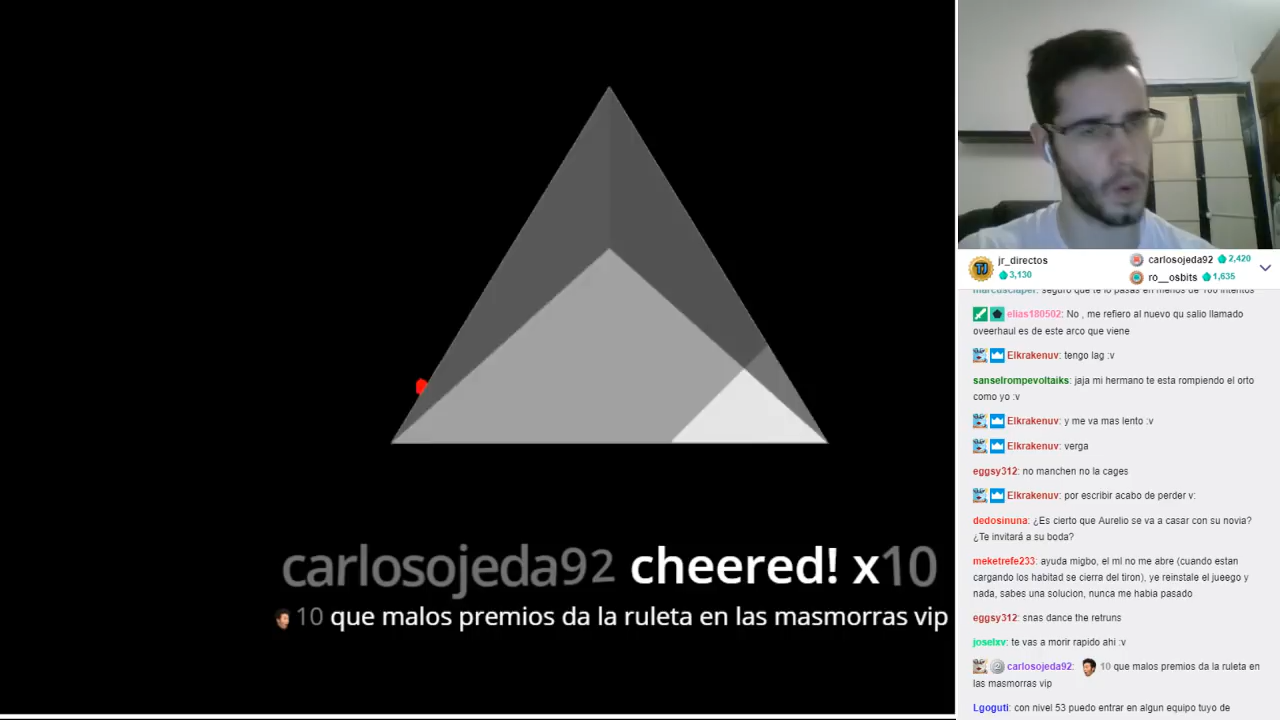 carlosojeda92 cheered! x10
10 que malos premios da la ruleta en las masmorras vip
TJ
jr_directos
3,130
carlosojeda92 2,420
ro__osbits 1,635
marcusclaper: seguro que te lo pasas en menos de 100 intentos
elias180502: No , me refiero al nuevo qu salio llamado
oveerhaul es de este arco que viene
Elkrakenuv: tengo lag :v
sanselrompevoltaiks: jaja mi hermano te esta rompiendo el orto
como yo :v
Elkrakenuv: y me va mas lento :v
Elkrakenuv: verga
eggsy312: no manchen no la cages
Elkrakenuv: por escribir acabo de perder v:
dedosinuna: ¿Es cierto que Aurelio se va a casar con su novia?
¿Te invitará a su boda?
meketrefe233: ayuda migbo, el ml no me abre (cuando estan
cargando los habitad se cierra del tiron), ye reinstale el jueego y
nada, sabes una solucion, nunca me habia pasado
eggsy312: snas dance the retruns
joselxv: te vas a morir rapido ahi :v
carlosojeda92: 10 que malos premios da la ruleta en
las masmorras vip
Lgoguti: con nivel 53 puedo entrar en algun equipo tuyo de